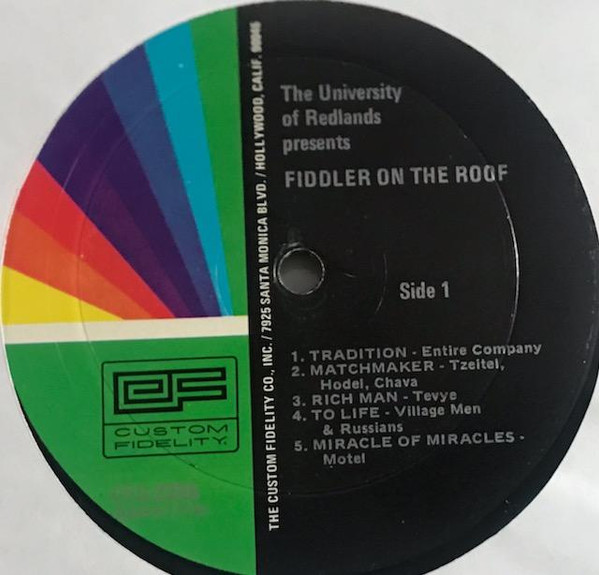 The University
of Redlands
presents
FIDDLER ON THE ROOF
Side 1
1. TRADITION - Entire Company
2. MATCHMAKER - Tzeitel,
Hodel, Chava
3. RICH MAN - Tevye
4. TO LIFE - Village Men
& Russians
5. MIRACLE OF MIRACLES -
Motel
THE CUSTOM FIDELITY CO., INC. / 7925 SANTA MONICA BLVD. / HOLLYWOOD, CALIF. 90046
CF
CUSTOM
FIDELITY